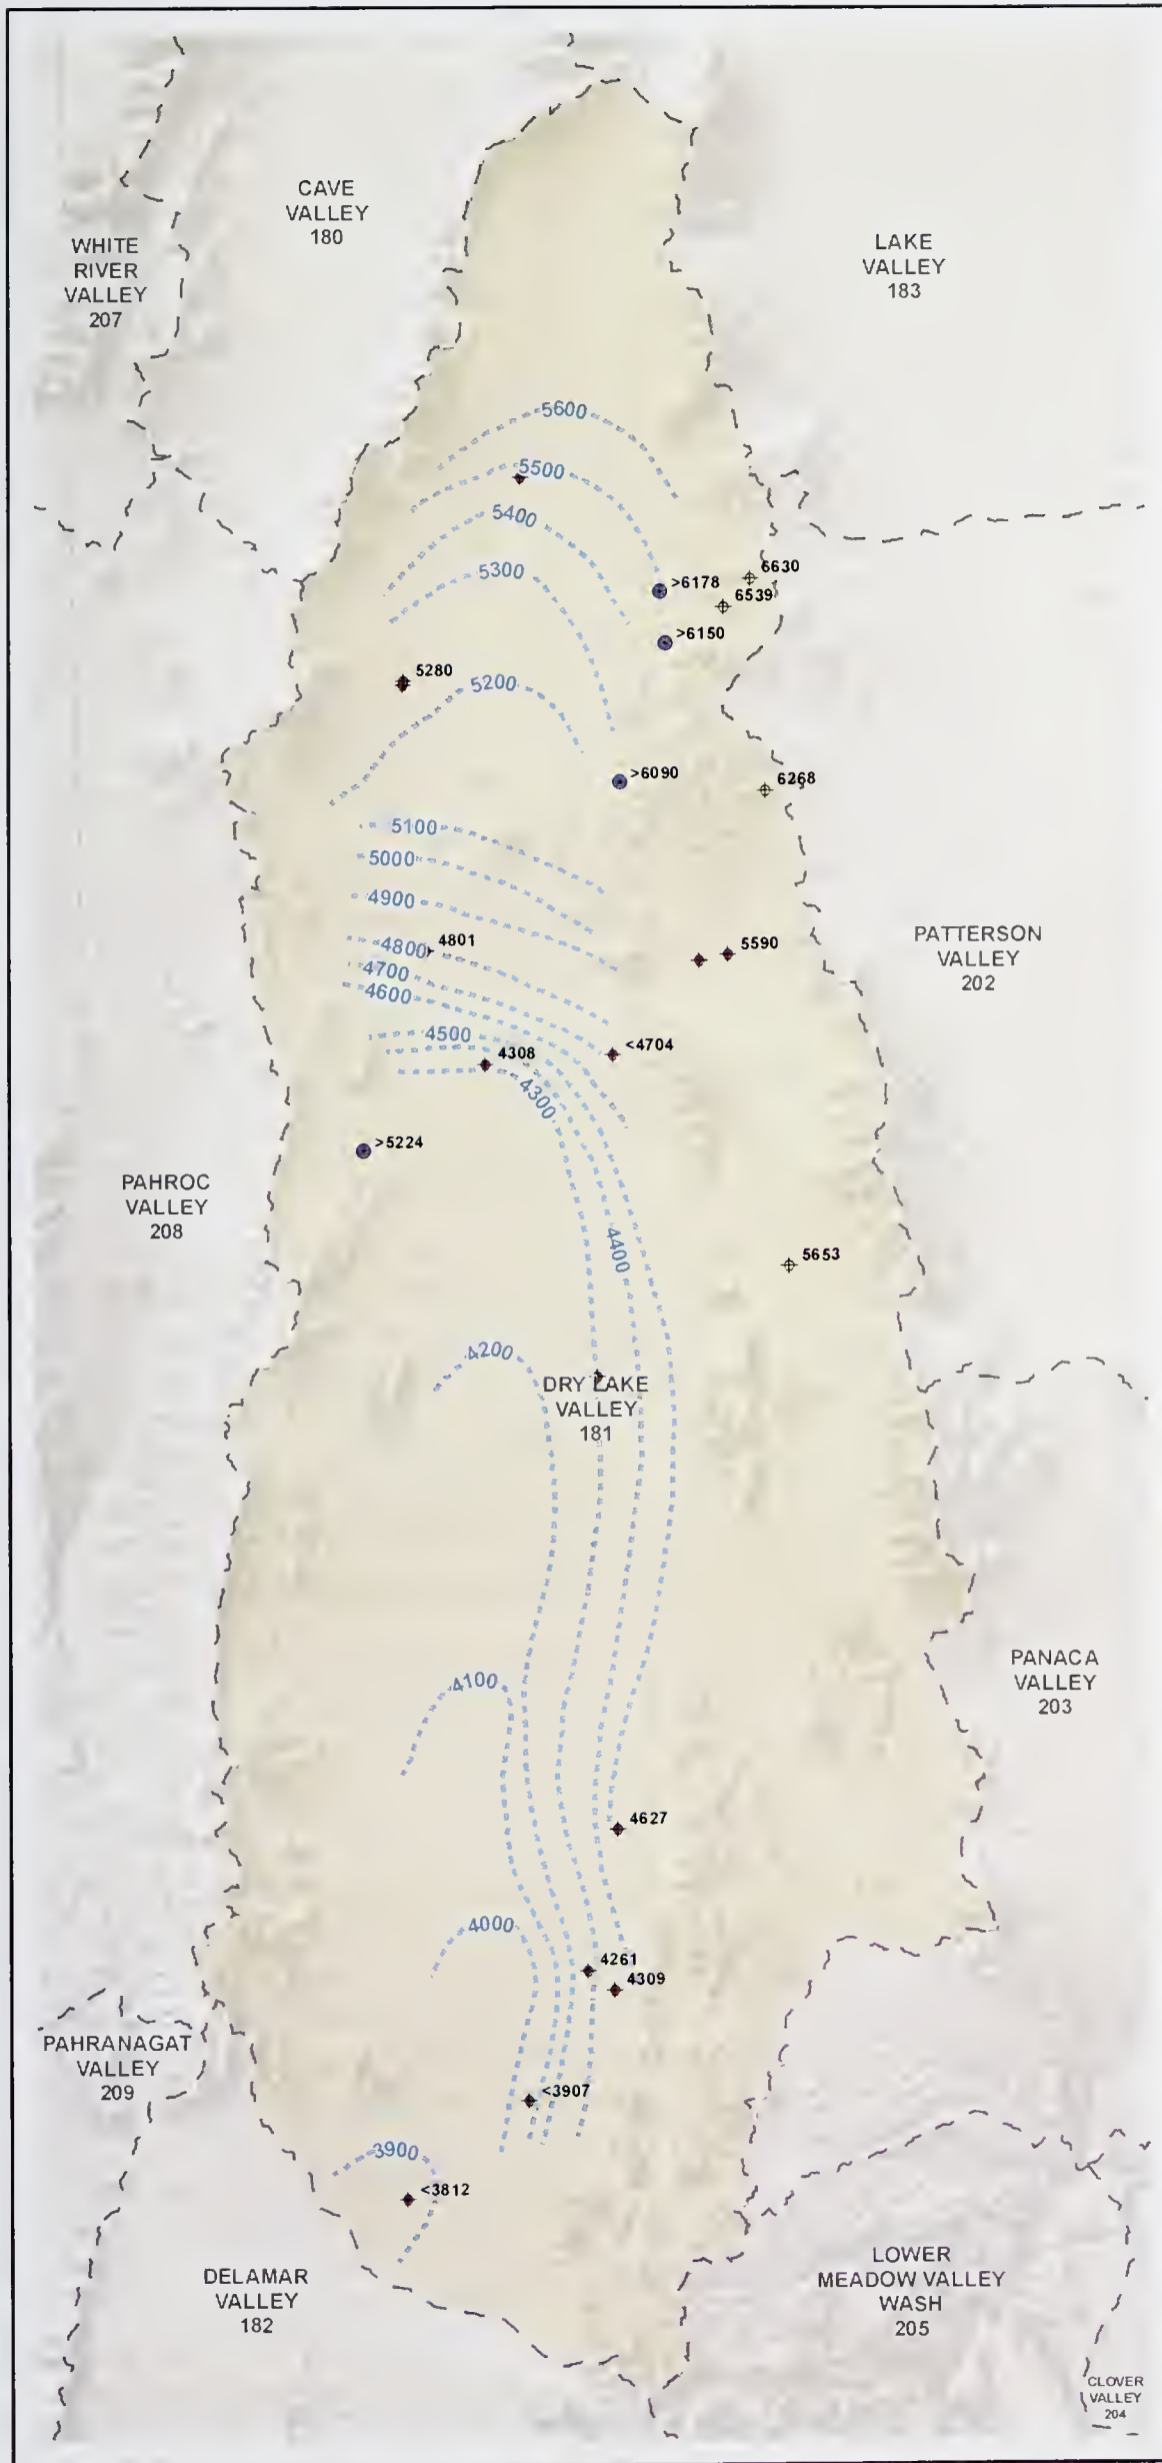 CAVE
VALLEY
180
WHITE
RIVER
VALLEY
207
LAKE
VALLEY
183
5600
5500
5400
5300
>6178
6630
6539
>6150
5280
5200
>6090
6268
5100
5000
4900
4801
4800
4700
4600
5590
PATTERSON
VALLEY
202
4500
4308
<4704
4300
>5224
PAHROC
VALLEY
208
4400
5653
4200
DRY LAKE
VALLEY
181
4100
PANACA
VALLEY
203
4627
4000
4261
4309
PAHRANAGAT
VALLEY
209
<3907
3900
<3812
DELAMAR
VALLEY
182
LOWER
MEADOW VALLEY
WASH
205
CLOVER
VALLEY
204